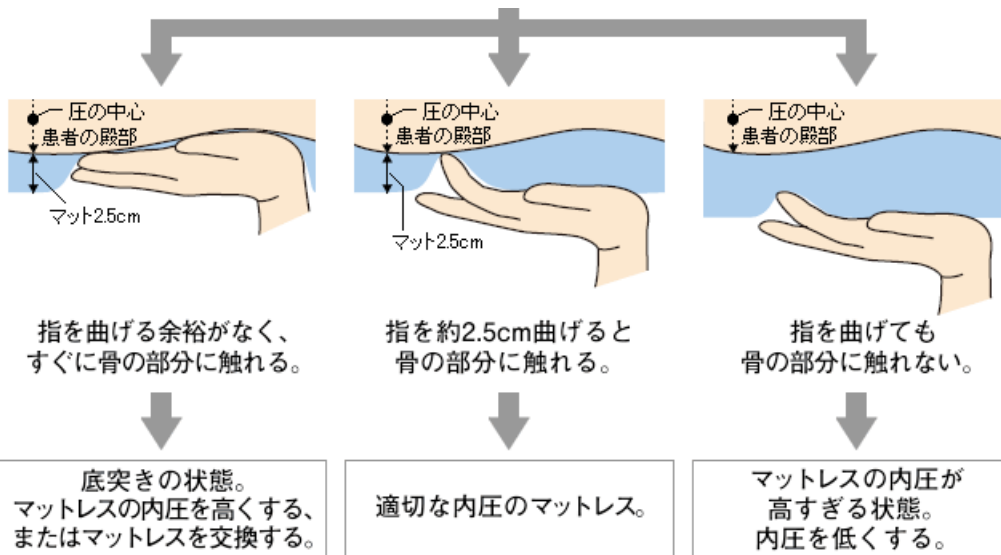 圧の中心
患者の殿部
マット2.5cm
指を曲げる余裕がなく、
すぐに骨の部分に触れる。
底突きの状態。
マットレスの内圧を高くする、
またはマットレスを交換する。
圧の中心
患者の殿部
マット2.5cm
指を約2.5cm曲げると
骨の部分に触れる。
適切な内圧のマットレス。
圧の中心
患者の殿部
指を曲げても
骨の部分に触れない。
マットレスの内圧が
高すぎる状態。
内圧を低くする。